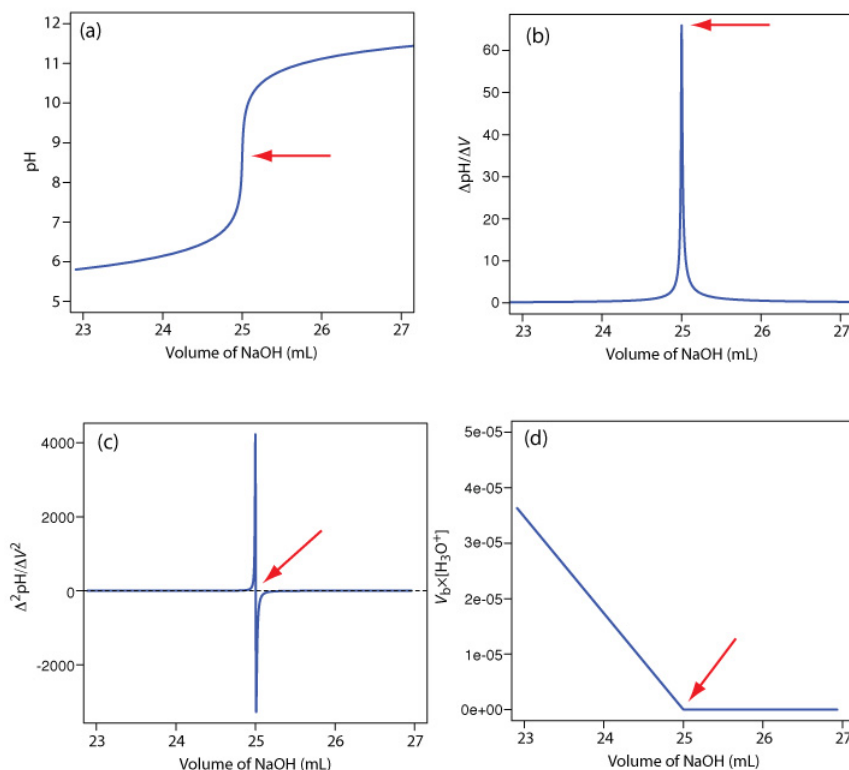 (a)
12
11
10
9
8
7
6
5
pH
23
24
25
26
27
Volume of NaOH (mL)
(b)
60
50
40
30
20
10
0
ΔpH/ΔV
23
24
25
26
27
Volume of NaOH (mL)
(c)
4000
2000
0
-2000
Δ²pH/ΔV²
23
24
25
26
27
Volume of NaOH (mL)
(d)
5e-05
4e-05
3e-05
2e-05
1e-05
0e+00
V_b×[H₃O⁺]
23
24
25
26
27
Volume of NaOH (mL)